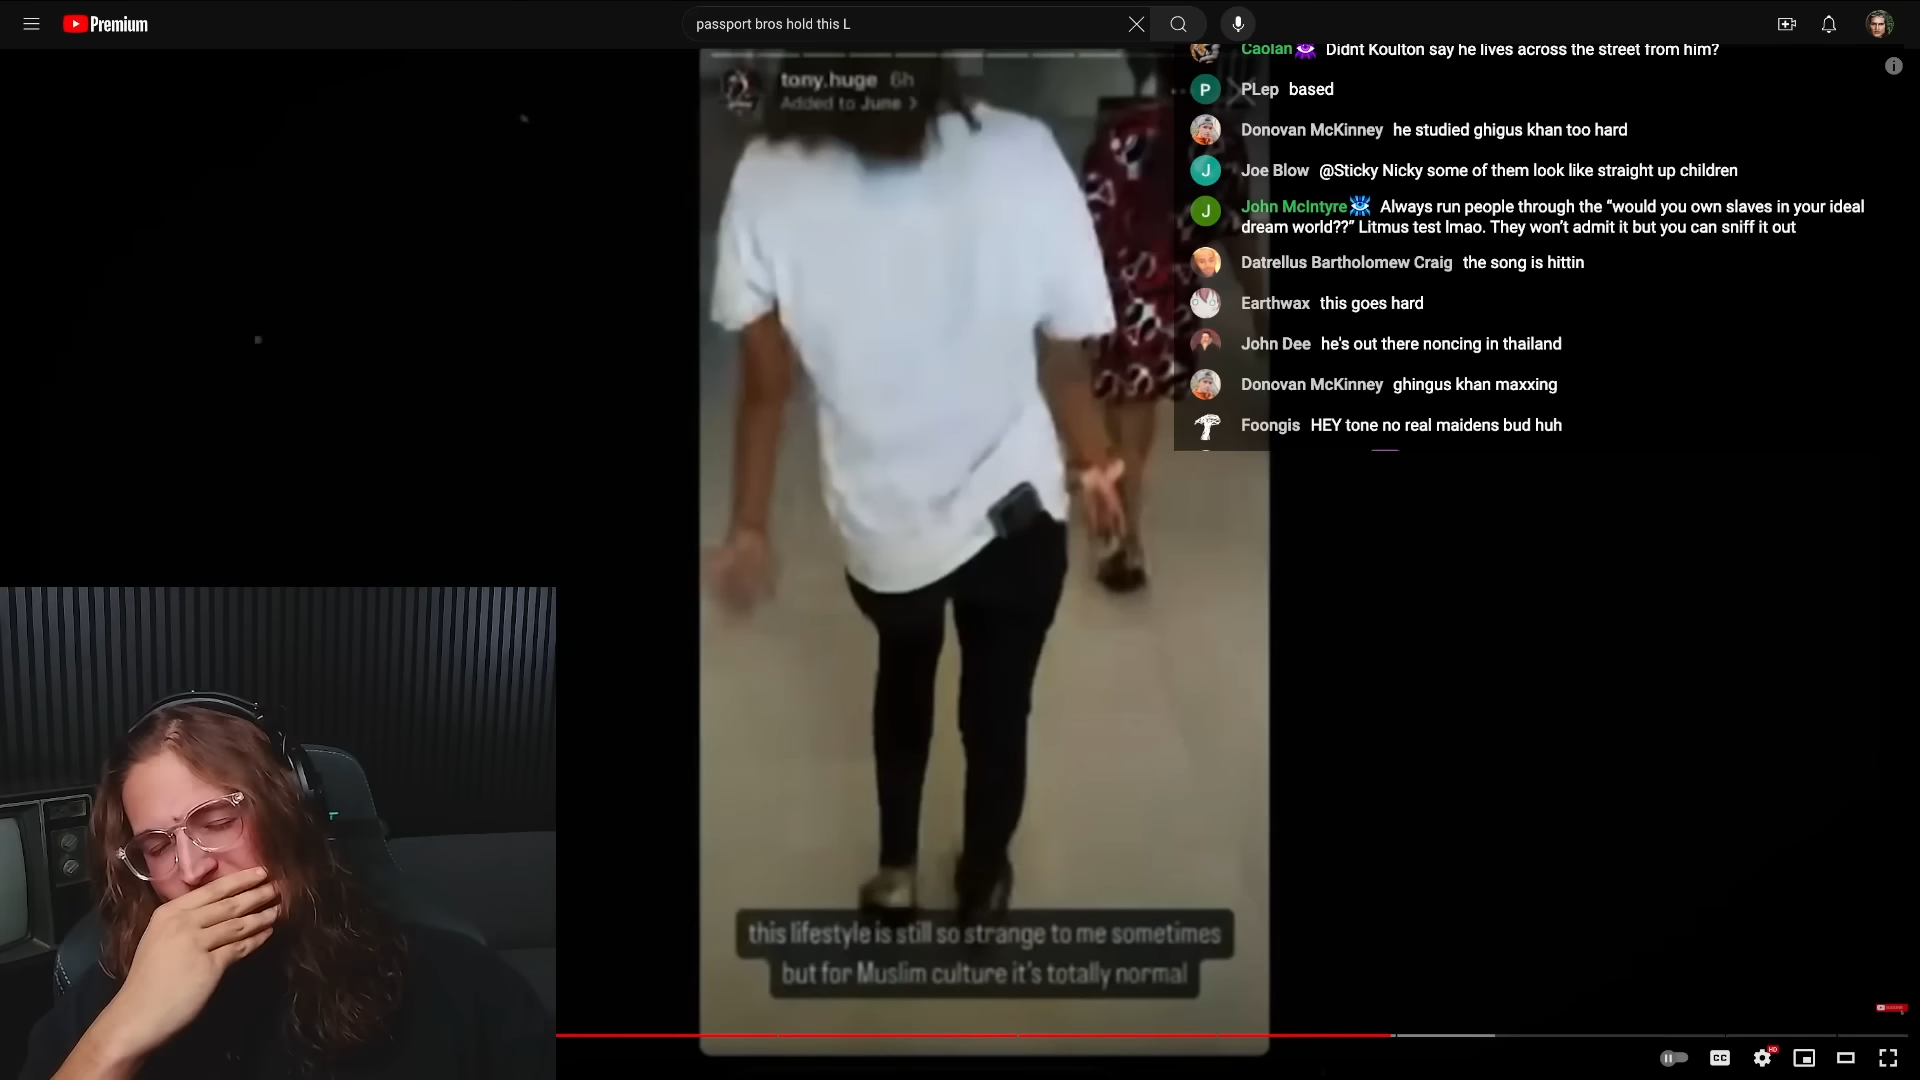 Premium
passport bros hold this L
tony.huge 6h
Added to June >
Caolan Didnt Koulton say he lives across the street from him?
P PLep based
Donovan McKinney he studied ghigus khan too hard
J Joe Blow @Sticky Nicky some of them look like straight up children
J John McIntyre Always run people through the “would you own slaves in your ideal
dream world??” Litmus test lmao. They won’t admit it but you can sniff it out
Datrellus Bartholomew Craig the song is hittin
Earthwax this goes hard
John Dee he's out there noncing in thailand
Donovan McKinney ghingus khan maxxing
Foongis HEY tone no real maidens bud huh
this lifestyle is still so strange to me sometimes
but for Muslim culture it's totally normal
CC
HD